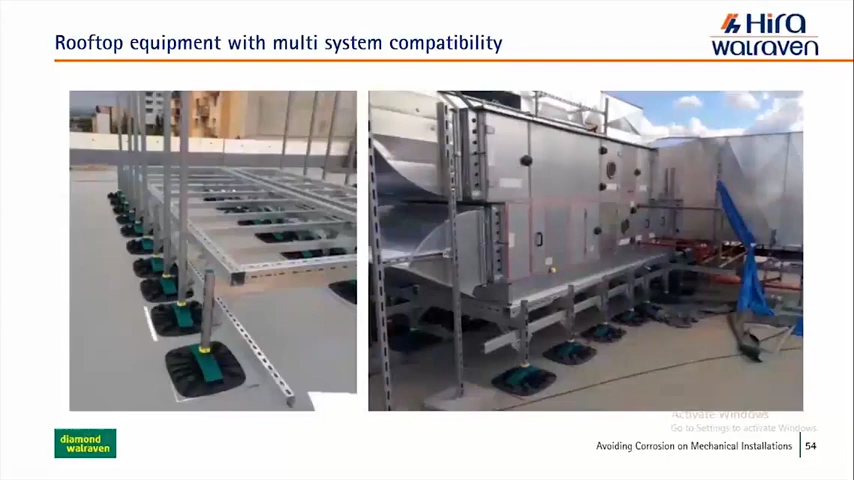 Rooftop equipment with multi system compatibility
Hira
walraven
Activate Windows
Go to Settings to activate Windows.
diamond
walraven
Avoiding Corrosion on Mechanical Installations
54